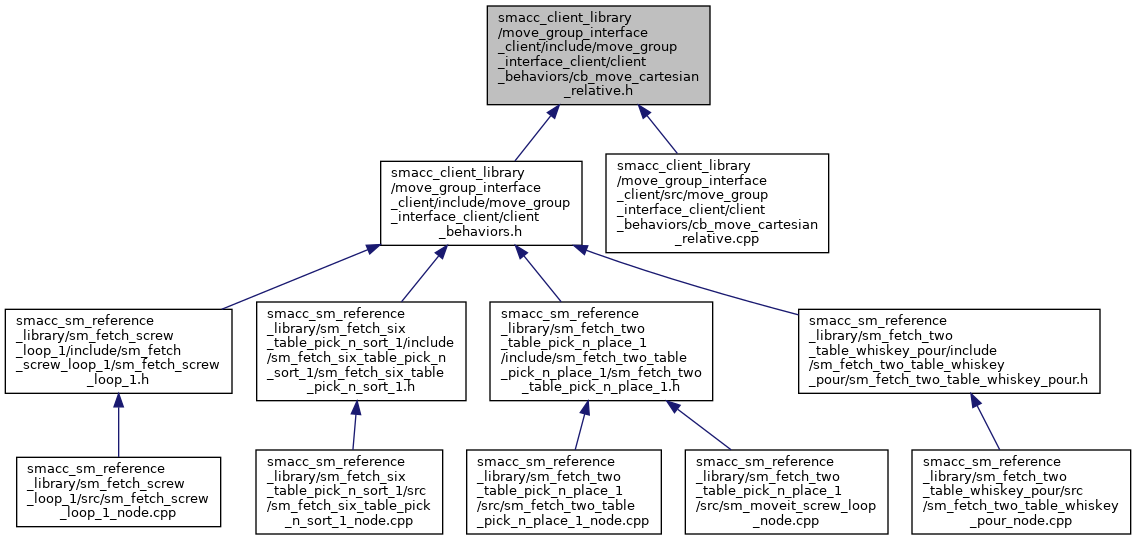 smacc_client_library
/move_group_interface
_client/include/move_group
_interface_client/client
_behaviors/cb_move_cartesian
_relative.h
smacc_client_library
/move_group_interface
_client/include/move_group
_interface_client/client
_behaviors.h
smacc_client_library
/move_group_interface
_client/src/move_group
_interface_client/client
_behaviors/cb_move_cartesian
_relative.cpp
smacc_sm_reference
_library/sm_fetch_screw
_loop_1/include/sm_fetch
_screw_loop_1/sm_fetch_screw
_loop_1.h
smacc_sm_reference
_library/sm_fetch_six
_table_pick_n_sort_1/include
/sm_fetch_six_table_pick_n
_sort_1/sm_fetch_six_table
_pick_n_sort_1.h
smacc_sm_reference
_library/sm_fetch_two
_table_pick_n_place_1
/include/sm_fetch_two_table
_pick_n_place_1/sm_fetch_two
_table_pick_n_place_1.h
smacc_sm_reference
_library/sm_fetch_two
_table_whiskey_pour/include
/sm_fetch_two_table_whiskey
_pour/sm_fetch_two_table_whiskey_pour.h
smacc_sm_reference
_library/sm_fetch_screw
_loop_1/src/sm_fetch_screw
_loop_1_node.cpp
smacc_sm_reference
_library/sm_fetch_six
_table_pick_n_sort_1/src
/sm_fetch_six_table_pick
_n_sort_1_node.cpp
smacc_sm_reference
_library/sm_fetch_two
_table_pick_n_place_1
/src/sm_fetch_two_table
_pick_n_place_1_node.cpp
smacc_sm_reference
_library/sm_fetch_two
_table_pick_n_place_1
/src/sm_moveit_screw_loop
_node.cpp
smacc_sm_reference
_library/sm_fetch_two
_table_whiskey_pour/src
/sm_fetch_two_table_whiskey
_pour_node.cpp